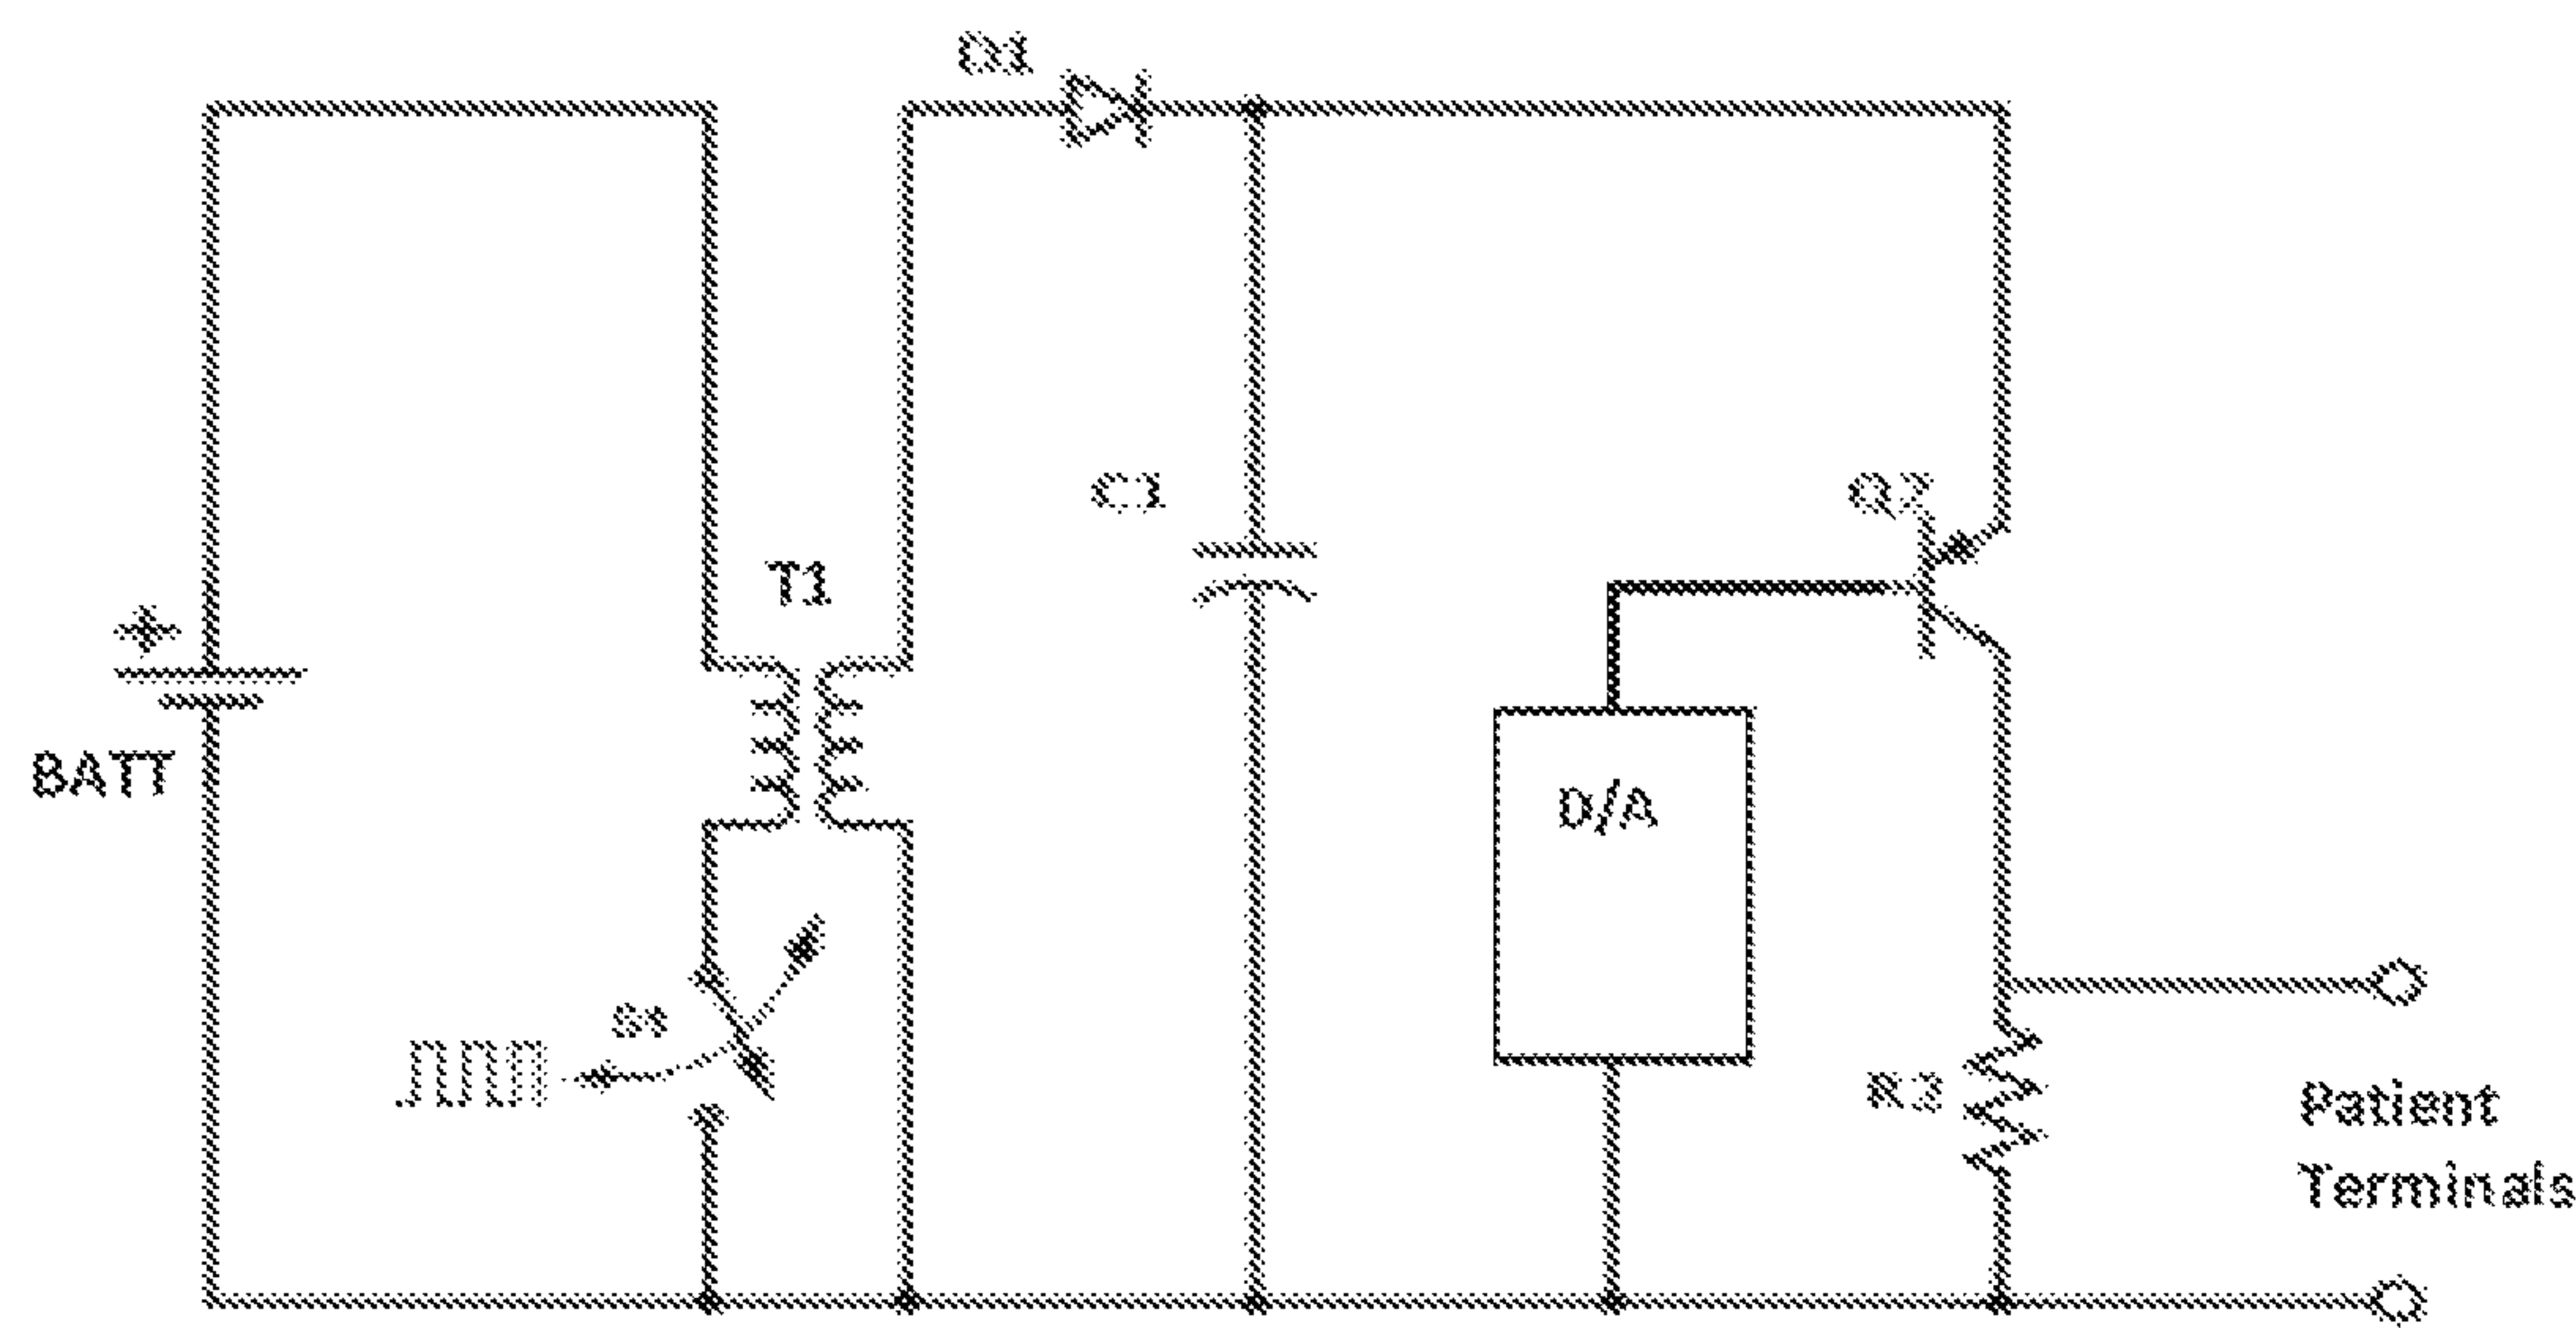 D1
C1
Q2
T1
+
BATT
D/A
S1
R3
Patient
Terminals